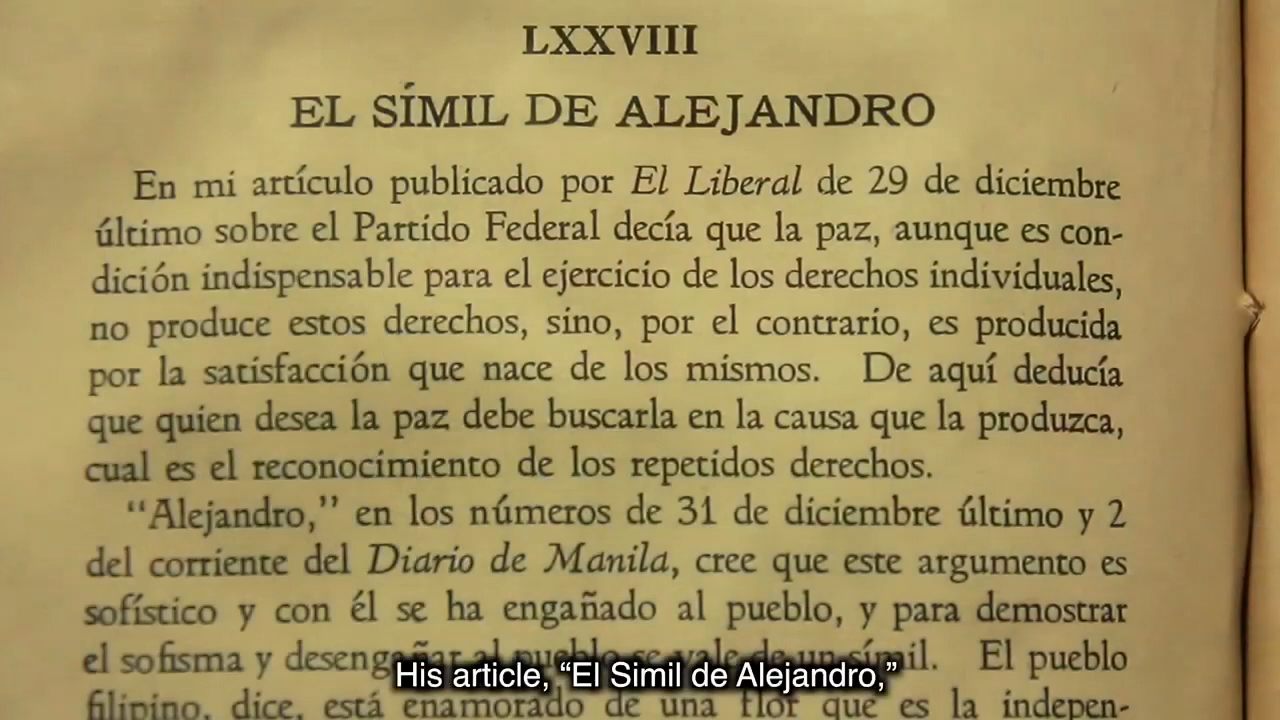 LXXVIII
EL SÍMIL DE ALEJANDRO
En mi artículo publicado por El Liberal de 29 de diciembre
último sobre el Partido Federal decía que la paz, aunque es con-
dición indispensable para el ejercicio de los derechos individuales,
no produce estos derechos, sino, por el contrario, es producida
por la satisfacción que nace de los mismos. De aquí deducía
que quien desea la paz debe buscarla en la causa que la produzca,
cual es el reconocimiento de los repetidos derechos.
“Alejandro,” en los números de 31 de diciembre último y 2
del corriente del Diario de Manila, cree que este argumento es
sofístico y con él se ha engañado al pueblo, y para demostrar
el sofisma y desengañar al pueblo se vale de un símil. El pueblo
filipino, dice, está enamorado de una flor que es la indepen-
His article, “El Simil de Alejandro,”